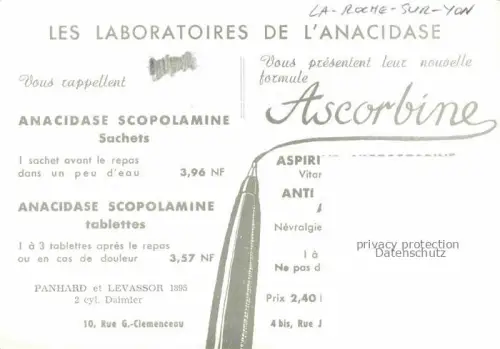 LA-ROCHE-SUR-YON
LES LABORATOIRES DE L'ANACIDASE
Vous rappellent
ANACIDASE SCOPOLAMINE
Sachets
1 sachet avant le repas
dans un peu d'eau 3,96 NF
ANACIDASE SCOPOLAMINE
tablettes
1 à 3 tablettes après le repas
ou en cas de douleur 3,57 NF
PANHARD et LEVASSOR 1895
2 cyl. Daimler
10, Rue G.-Clemenceau
Vous présentent leur nouvelle
formule
Ascorbine
ASPIRINE
Vitar
ANTI
Névralgie
1 à
Ne pas d
privacy protection
Datenschutz
Prix 2,40
4 bis, Rue J